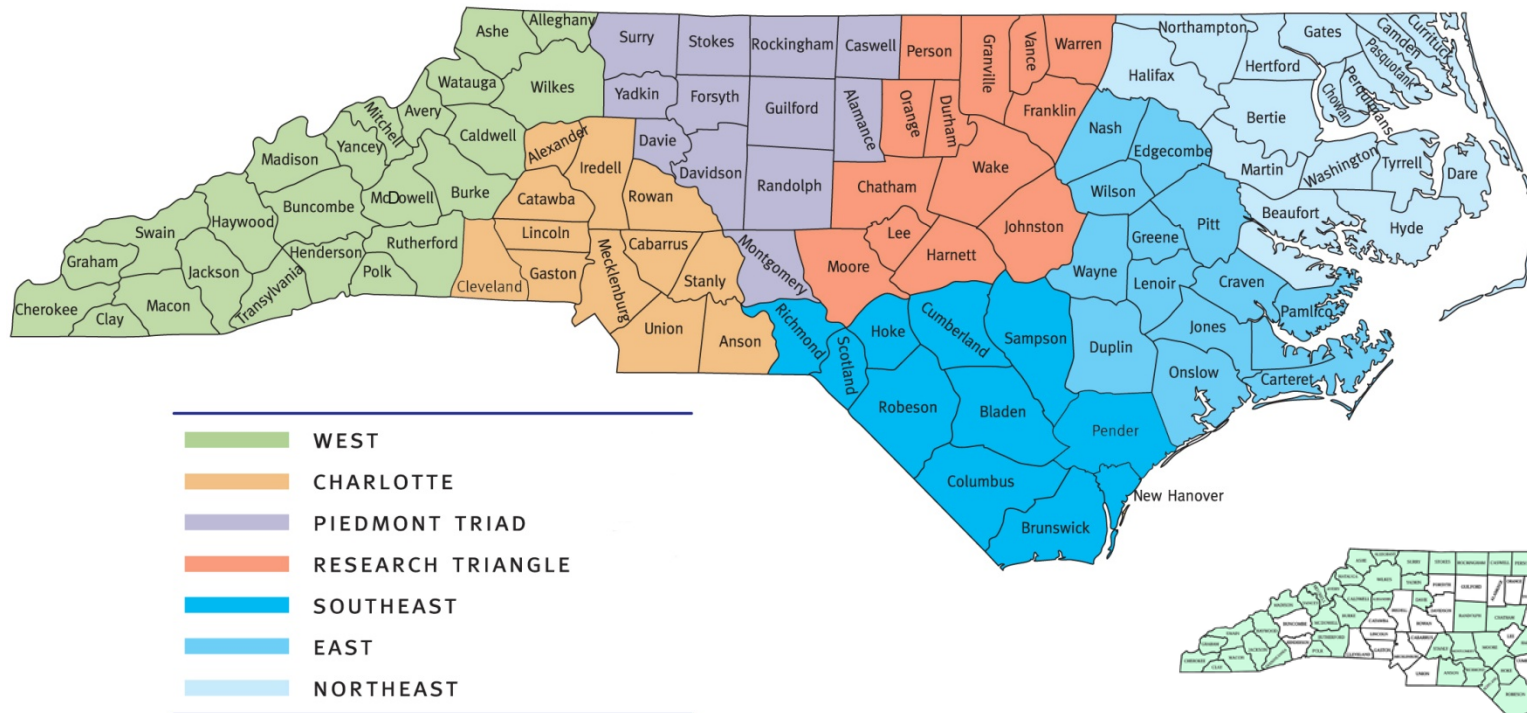 Ashe
Alleghany
Surry
Stokes
Rockingham
Caswell
Person
Granville
Vance
Warren
Northampton
Gates
Camden
Currituck
Pasquotank
Perquimans
Chowan
Hertford
Halifax
Watauga
Wilkes
Yadkin
Forsyth
Guilford
Alamance
Orange
Durham
Franklin
Nash
Edgecombe
Bertie
Mitchell
Avery
Caldwell
Alexander
Iredell
Davie
Davidson
Randolph
Chatham
Wake
Wilson
Martin
Washington
Tyrrell
Dare
Madison
Yancey
McDowell
Burke
Catawba
Rowan
Johnston
Greene
Pitt
Beaufort
Hyde
Buncombe
Haywood
Swain
Graham
Jackson
Henderson
Rutherford
Polk
Transylvania
Cherokee
Clay
Macon
Cleveland
Lincoln
Gaston
Mecklenburg
Cabarrus
Stanly
Montgomery
Moore
Lee
Harnett
Wayne
Lenoir
Craven
Pamlico
Union
Anson
Richmond
Scotland
Hoke
Cumberland
Sampson
Duplin
Jones
Onslow
Carteret
Robeson
Bladen
Pender
Columbus
Brunswick
New Hanover
WEST
CHARLOTTE
PIEDMONT TRIAD
RESEARCH TRIANGLE
SOUTHEAST
EAST
NORTHEAST